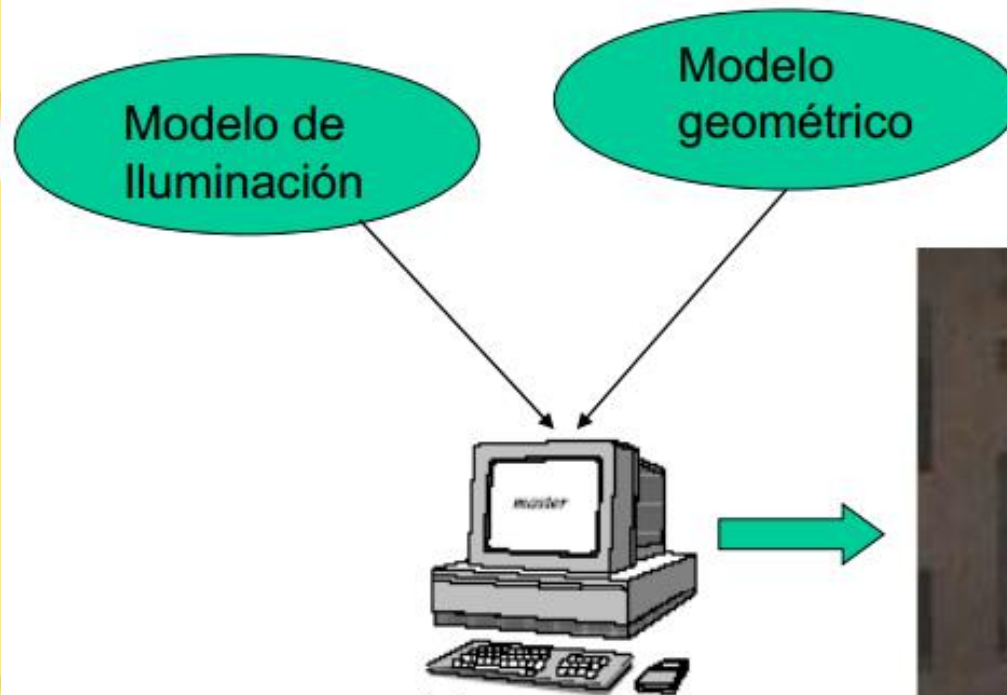 Modelo de
Iluminación
Modelo
geométrico
master